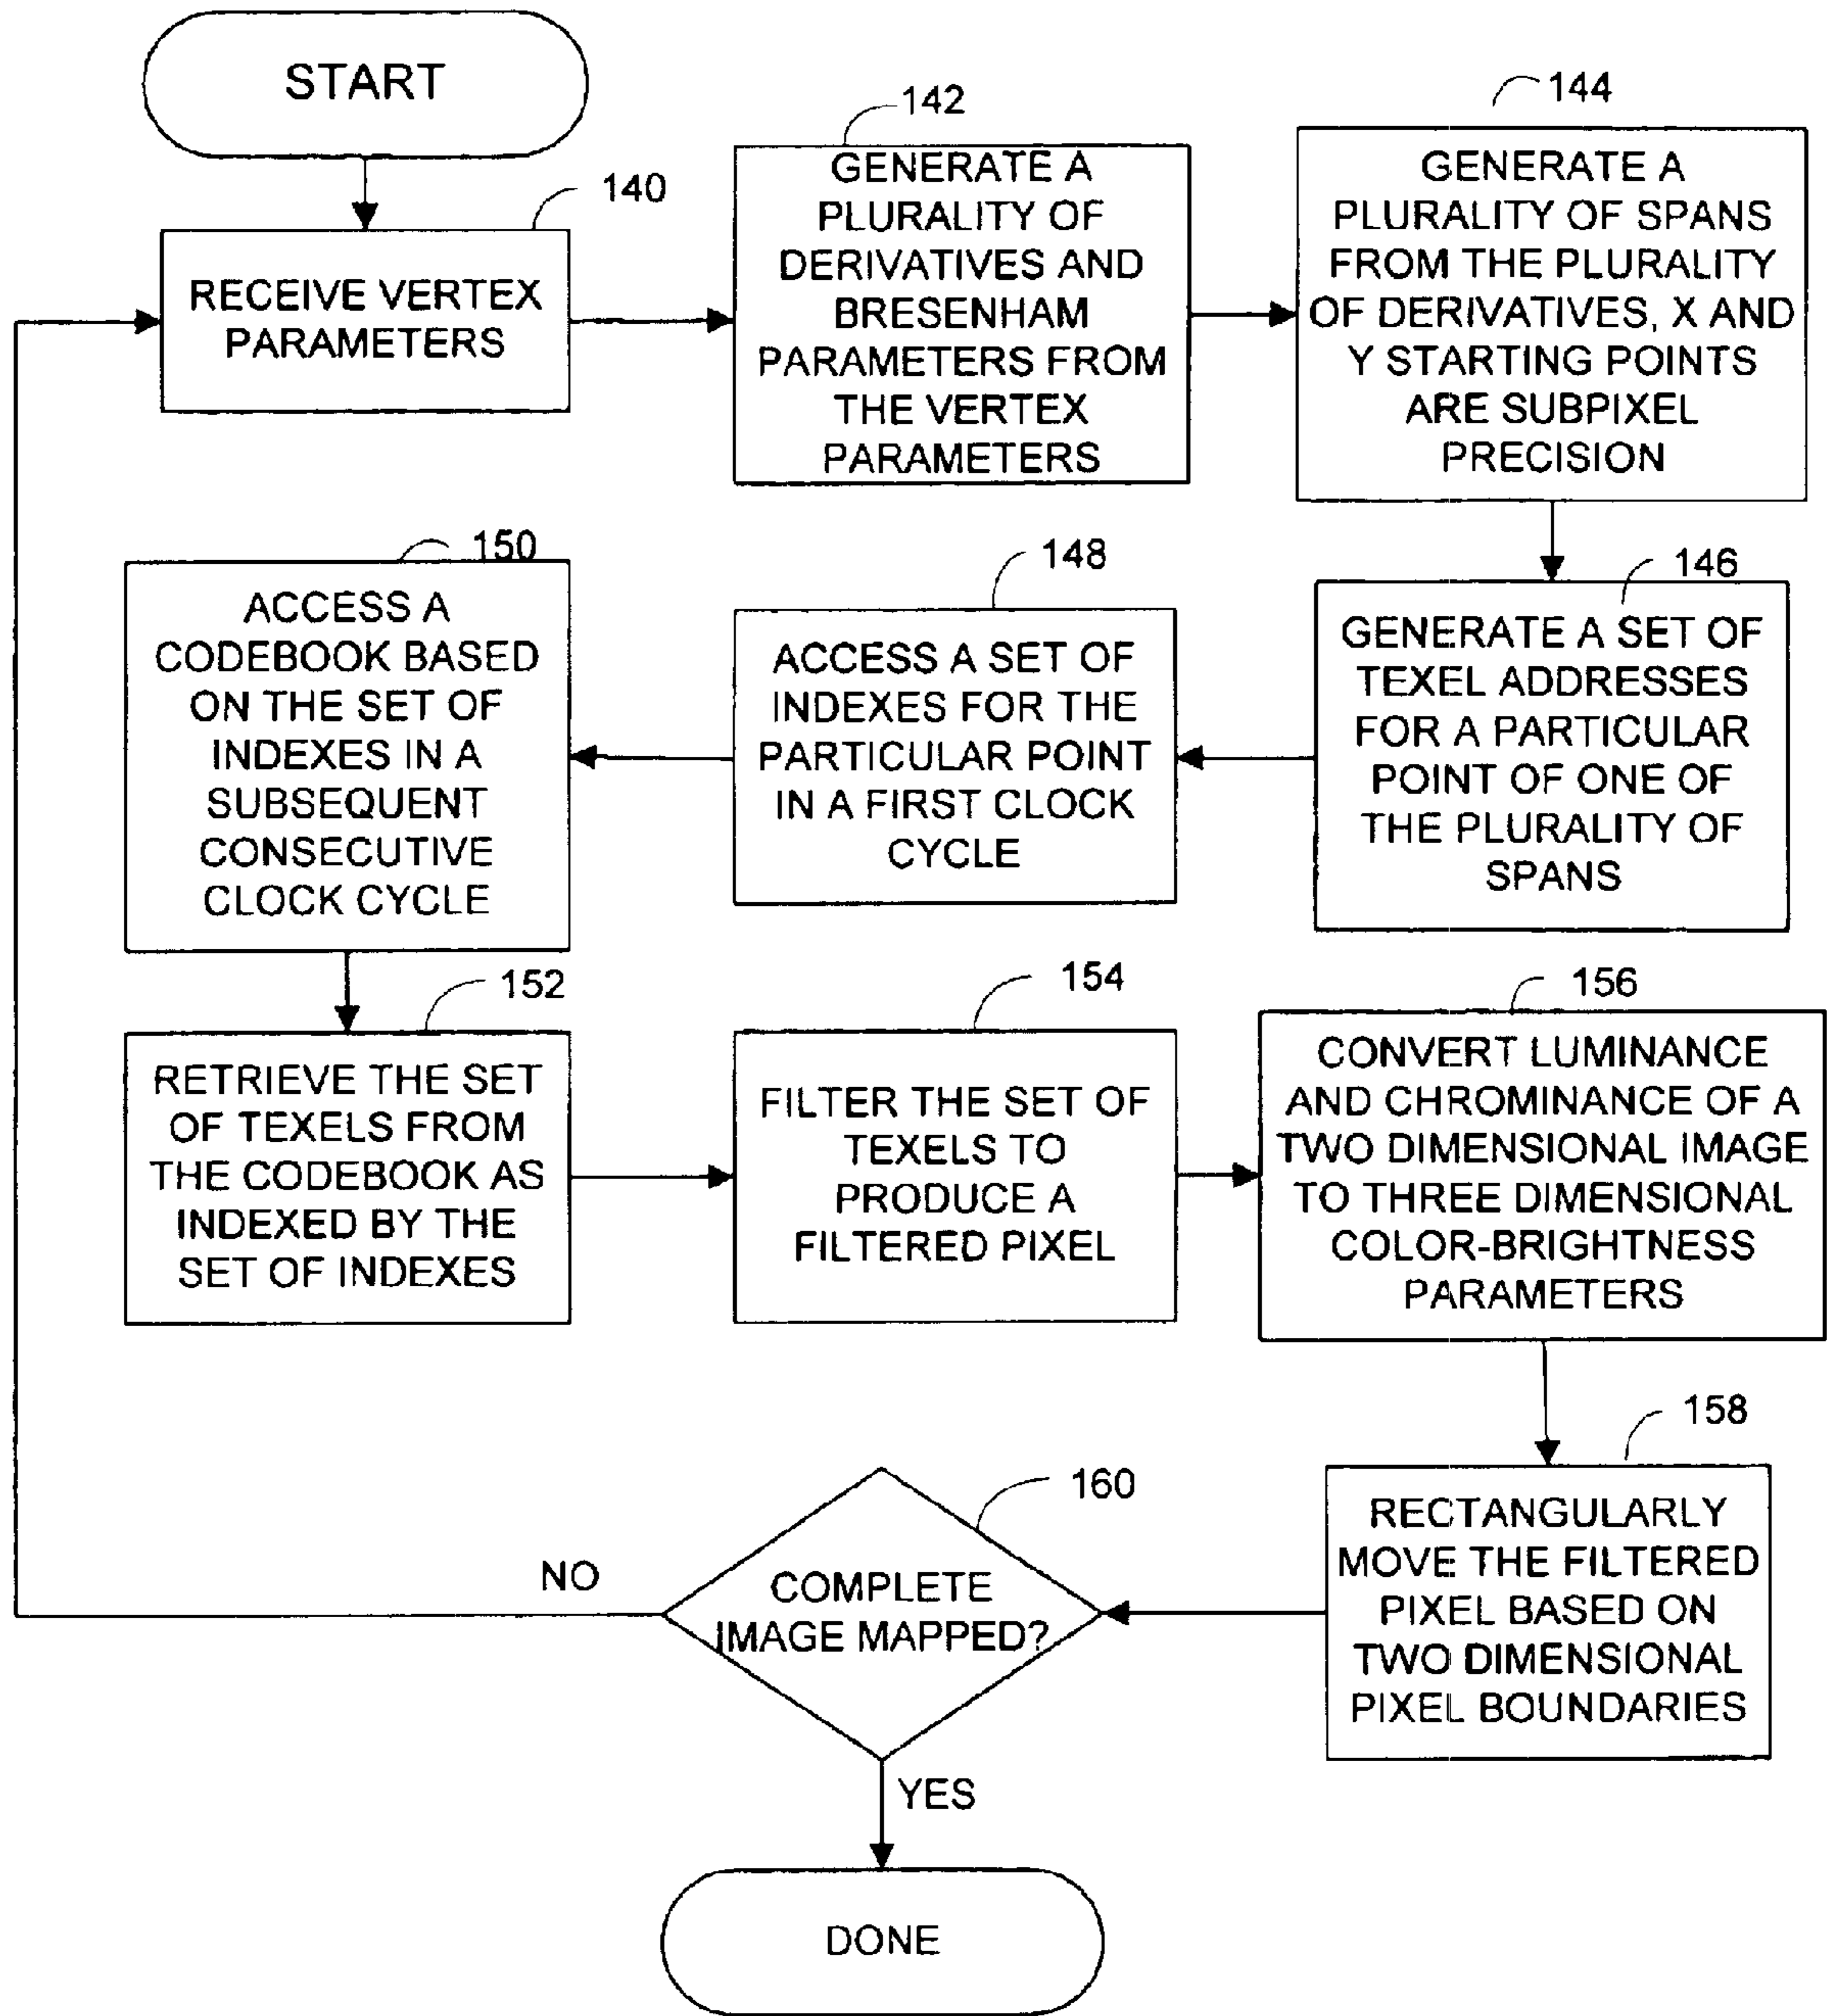 START
140
RECEIVE VERTEX
PARAMETERS
142
GENERATE A
PLURALITY OF
DERIVATIVES AND
BRESENHAM
PARAMETERS FROM
THE VERTEX
PARAMETERS
144
GENERATE A
PLURALITY OF SPANS
FROM THE PLURALITY
OF DERIVATIVES, X AND
Y STARTING POINTS
ARE SUBPIXEL
PRECISION
146
GENERATE A SET OF
TEXEL ADDRESSES
FOR A PARTICULAR
POINT OF ONE OF
THE PLURALITY OF
SPANS
148
ACCESS A SET OF
INDEXES FOR THE
PARTICULAR POINT
IN A FIRST CLOCK
CYCLE
150
ACCESS A
CODEBOOK BASED
ON THE SET OF
INDEXES IN A
SUBSEQUENT
CONSECUTIVE
CLOCK CYCLE
152
RETRIEVE THE SET
OF TEXELS FROM
THE CODEBOOK AS
INDEXED BY THE
SET OF INDEXES
154
FILTER THE SET OF
TEXELS TO
PRODUCE A
FILTERED PIXEL
156
CONVERT LUMINANCE
AND CHROMINANCE OF A
TWO DIMENSIONAL IMAGE
TO THREE DIMENSIONAL
COLOR-BRIGHTNESS
PARAMETERS
158
RECTANGULARLY
MOVE THE FILTERED
PIXEL BASED ON
TWO DIMENSIONAL
PIXEL BOUNDARIES
160
COMPLETE
IMAGE MAPPED?
NO
YES
DONE